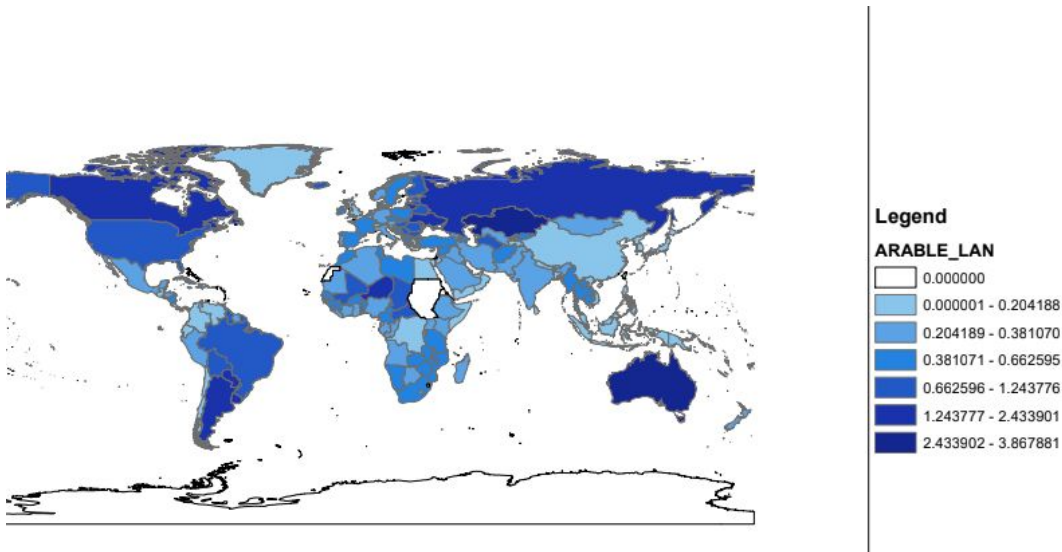 Legend
ARABLE_LAN
0.000000
0.000001 - 0.204188
0.204189 - 0.381070
0.381071 - 0.662595
0.662596 - 1.243776
1.243777 - 2.433901
2.433902 - 3.867881